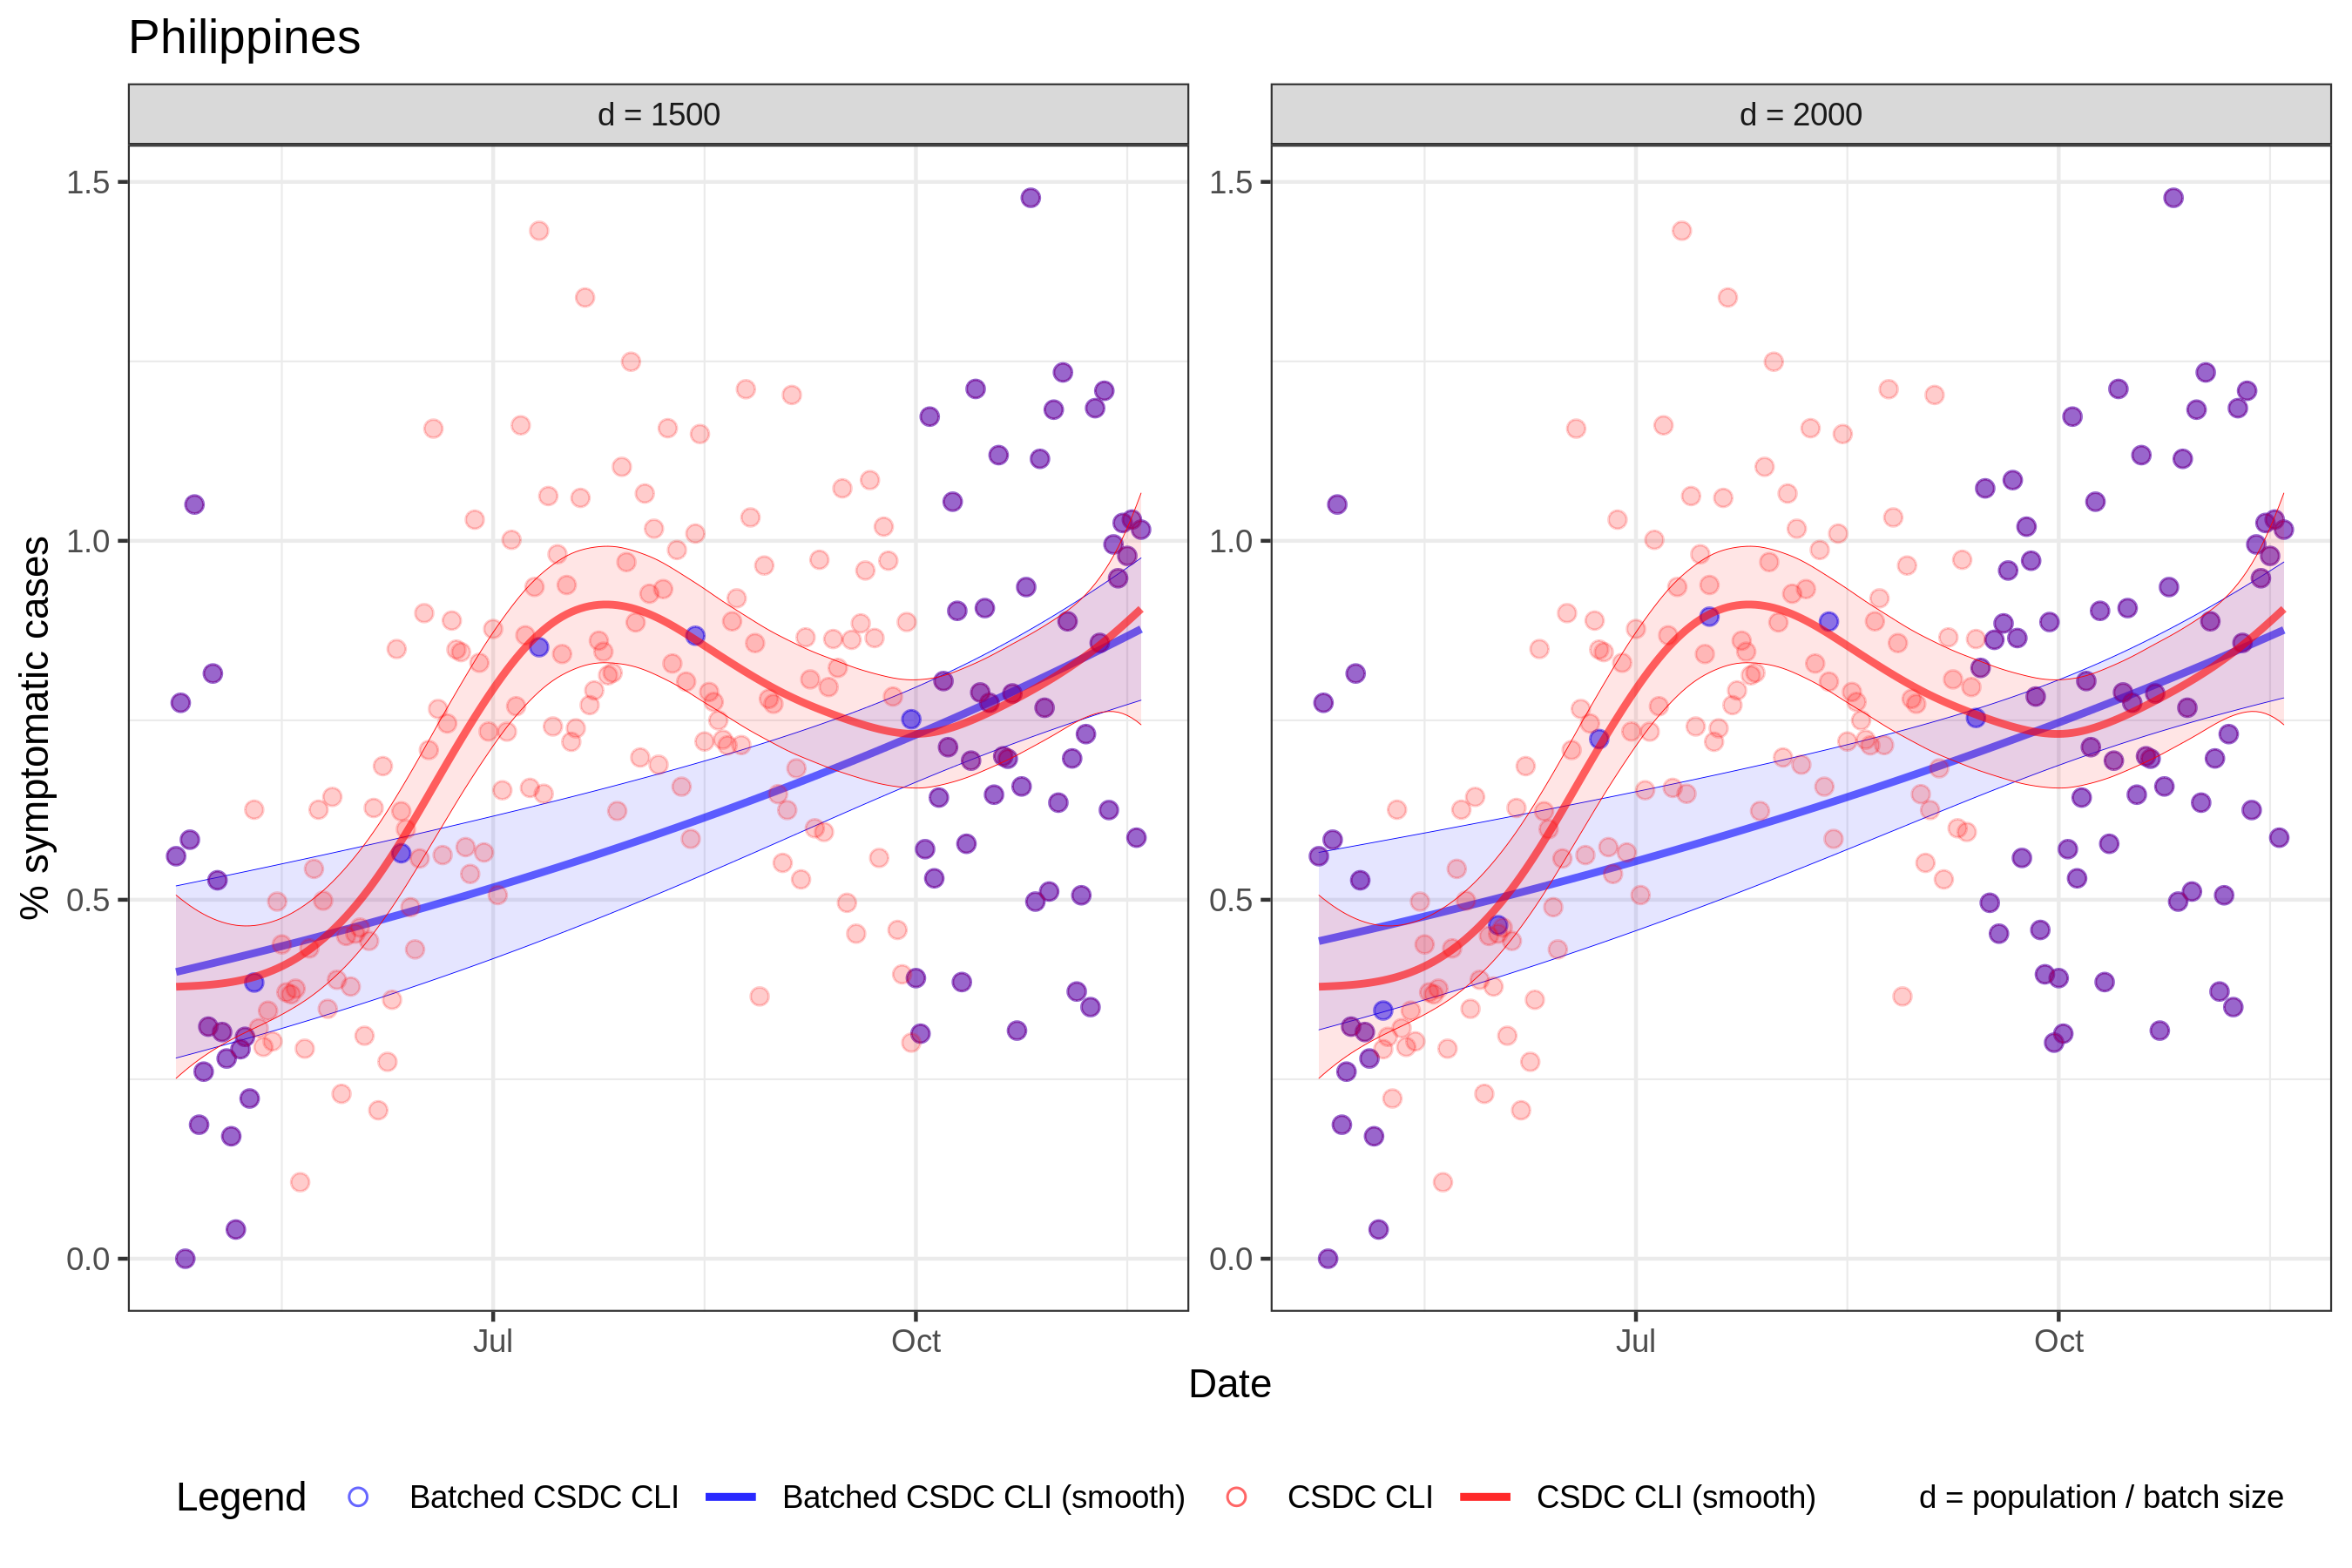 Philippines
d = 1500
d = 2000
% symptomatic cases
1.5
1.0
0.5
0.0
1.5
1.0
0.5
0.0
Jul
Oct
Jul
Oct
Date
Legend
Batched CSDC CLI
Batched CSDC CLI (smooth)
CSDC CLI
CSDC CLI (smooth)
d = population / batch size